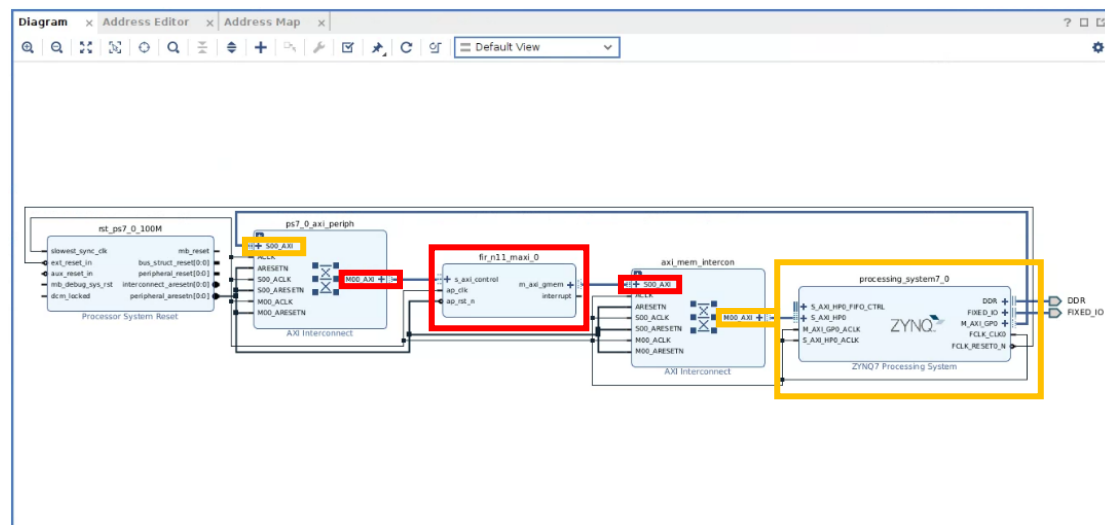 Diagram
Address Editor
Address Map
Default View
rst_ps7_0_100M
slowest_sync_clk
ext_reset_in
aux_reset_in
mb_debug_sys_rst
dcm_locked
mb_reset
bus_struct_reset[0:0]
peripheral_reset[0:0]
interconnect_aresetn[0:0]
peripheral_aresetn[0:0]
Processor System Reset
ps7_0_axi_periph
S00_AXI
ACLK
ARESETN
S00_ACLK
S00_ARESETN
M00_ACLK
M00_ARESETN
M00_AXI
AXI Interconnect
fir_n11_maxi_0
s_axi_control
ap_clk
ap_rst_n
m_axi_gmem
interrupt
axi_mem_intercon
S00_AXI
ACLK
ARESETN
S00_ACLK
S00_ARESETN
M00_ACLK
M00_ARESETN
M00_AXI
AXI Interconnect
processing_system7_0
S_AXI_HP0_FIFO_CTRL
S_AXI_HP0
M_AXI_GP0_ACLK
S_AXI_HP0_ACLK
ZYNQ
DDR
FIXED_IO
M_AXI_GP0
FCLK_CLK0
FCLK_RESET0_N
ZYNQ7 Processing System
DDR
FIXED_IO